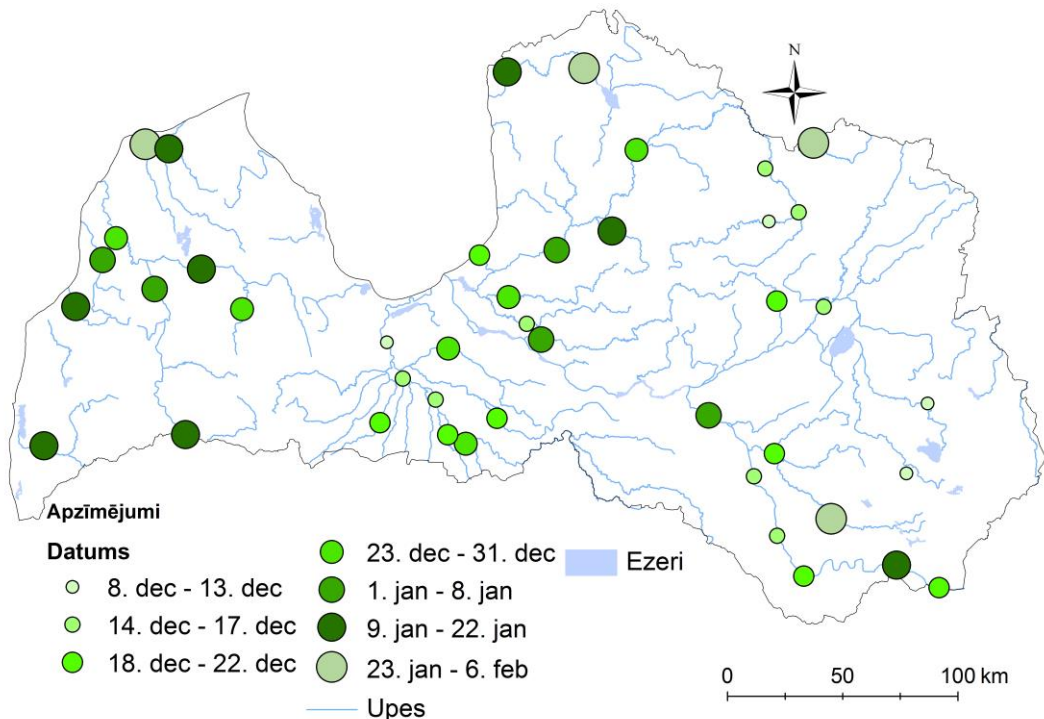 N
Apzīmējumi
Datums
8. dec - 13. dec
14. dec - 17. dec
18. dec - 22. dec
23. dec - 31. dec
1. jan - 8. jan
9. jan - 22. jan
23. jan - 6. feb
Upes
Ezeri
0 50 100 km